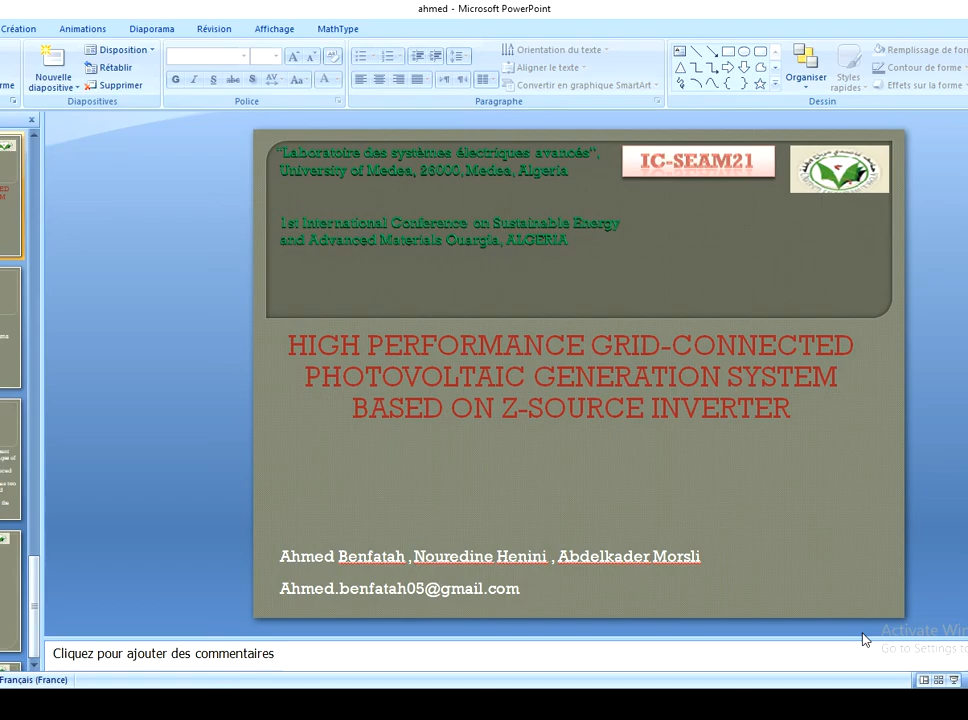 ahmed - Microsoft PowerPoint
Création Animations Diaporama Révision Affichage MathType
Nouvelle diapositive
Disposition
Rétablir
Supprimer
Orientation du texte
Aligner le texte
Convertir en graphique SmartArt
Organiser
Styles rapides
Remplissage de for
Contour de forme
Effets sur la forme
Diapositives Police Paragraphe Dessin
"Laboratoire des systèmes électriques avancés",
University of Medea, 26000, Medea, Algeria
IC-SEAM21
1st International Conference on Sustainable Energy
and Advanced Materials Ouargla, ALGERIA
HIGH PERFORMANCE GRID-CONNECTED
PHOTOVOLTAIC GENERATION SYSTEM
BASED ON Z-SOURCE INVERTER
Ahmed Benfatah , Nouredine Henini , Abdelkader Morsli
Ahmed.benfatah05@gmail.com
Activate Win
Go to Settings to
Cliquez pour ajouter des commentaires
Français (France)